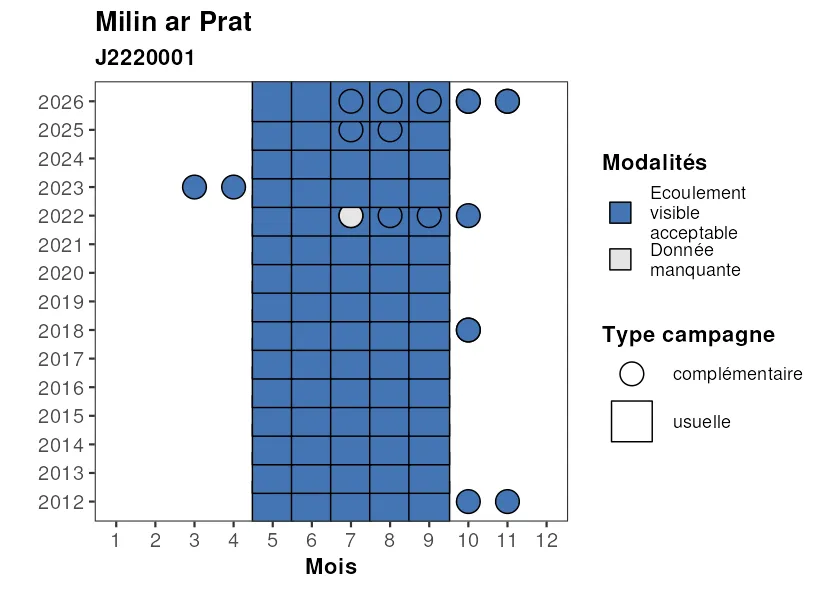 Milin ar Prat
J2220001
2026
2025
2024
2023
2022
2021
2020
2019
2018
2017
2016
2015
2014
2013
2012
1 2 3 4 5 6 7 8 9 10 11 12
Mois
Modalités
Ecoulement
visible
acceptable
Donnée
manquante
Type campagne
complémentaire
usuelle